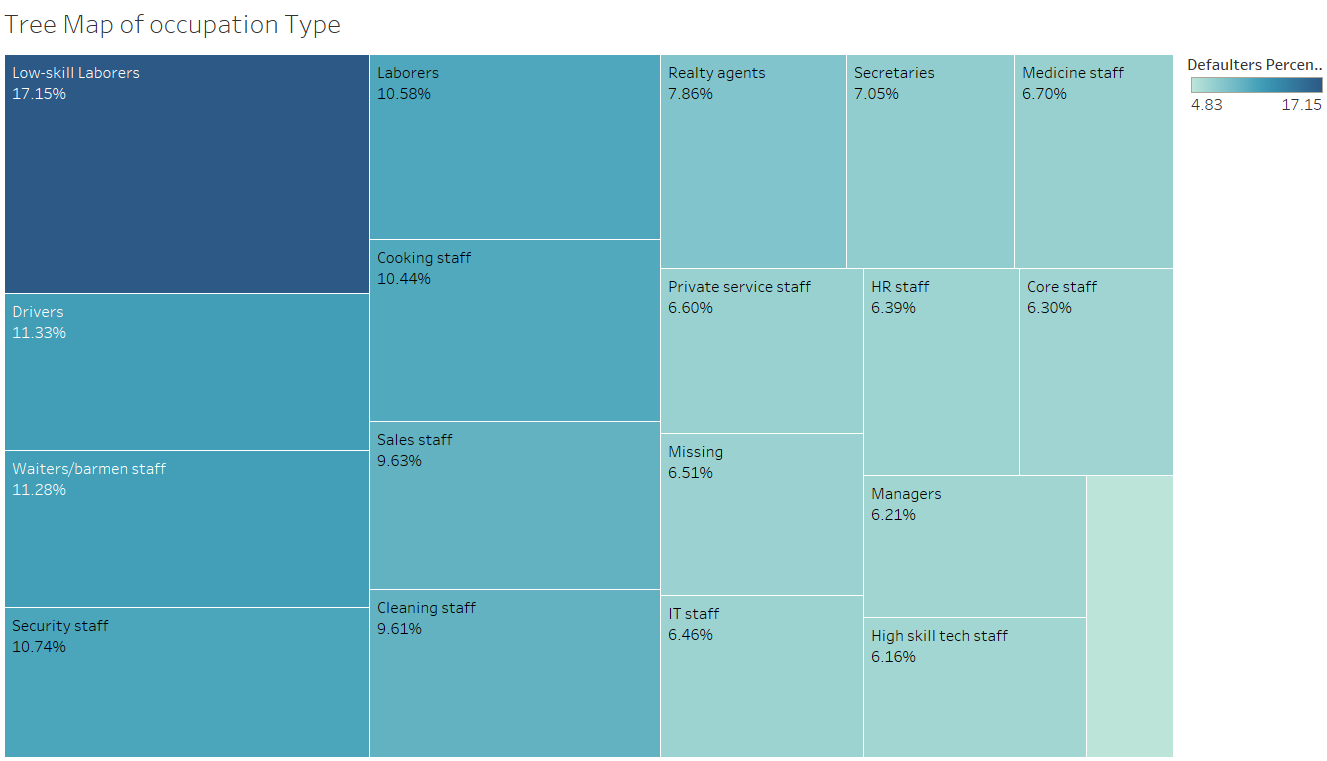 Tree Map of occupation Type
Low-skill Laborers
17.15%
Drivers
11.33%
Waiters/barmen staff
11.28%
Security staff
10.74%
Laborers
10.58%
Cooking staff
10.44%
Sales staff
9.63%
Cleaning staff
9.61%
Realty agents
7.86%
Secretaries
7.05%
Medicine staff
6.70%
Private service staff
6.60%
HR staff
6.39%
Core staff
6.30%
Missing
6.51%
IT staff
6.46%
Managers
6.21%
High skill tech staff
6.16%
Defaulters Percen..
4.83 17.15